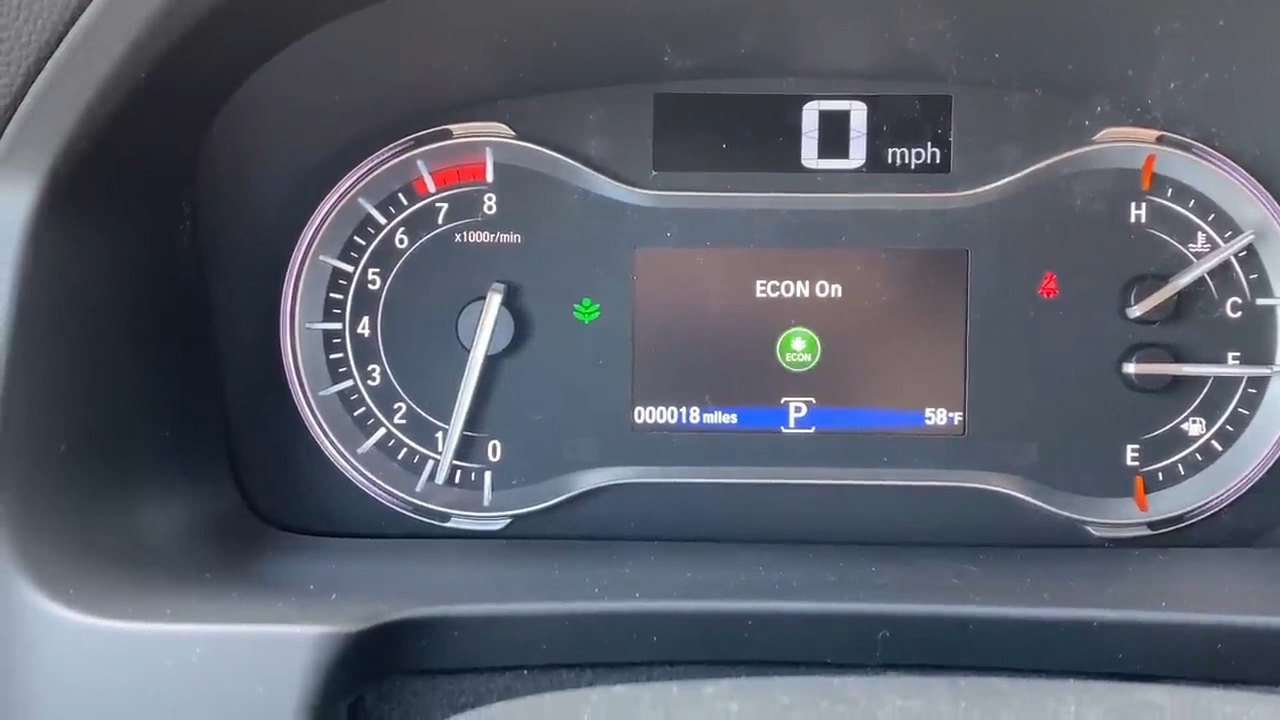 0 mph
8
7
6
x1000r/min
5
4
3
2
1
0
ECON On
ECON
000018 miles P 58°F
H
C
F
E